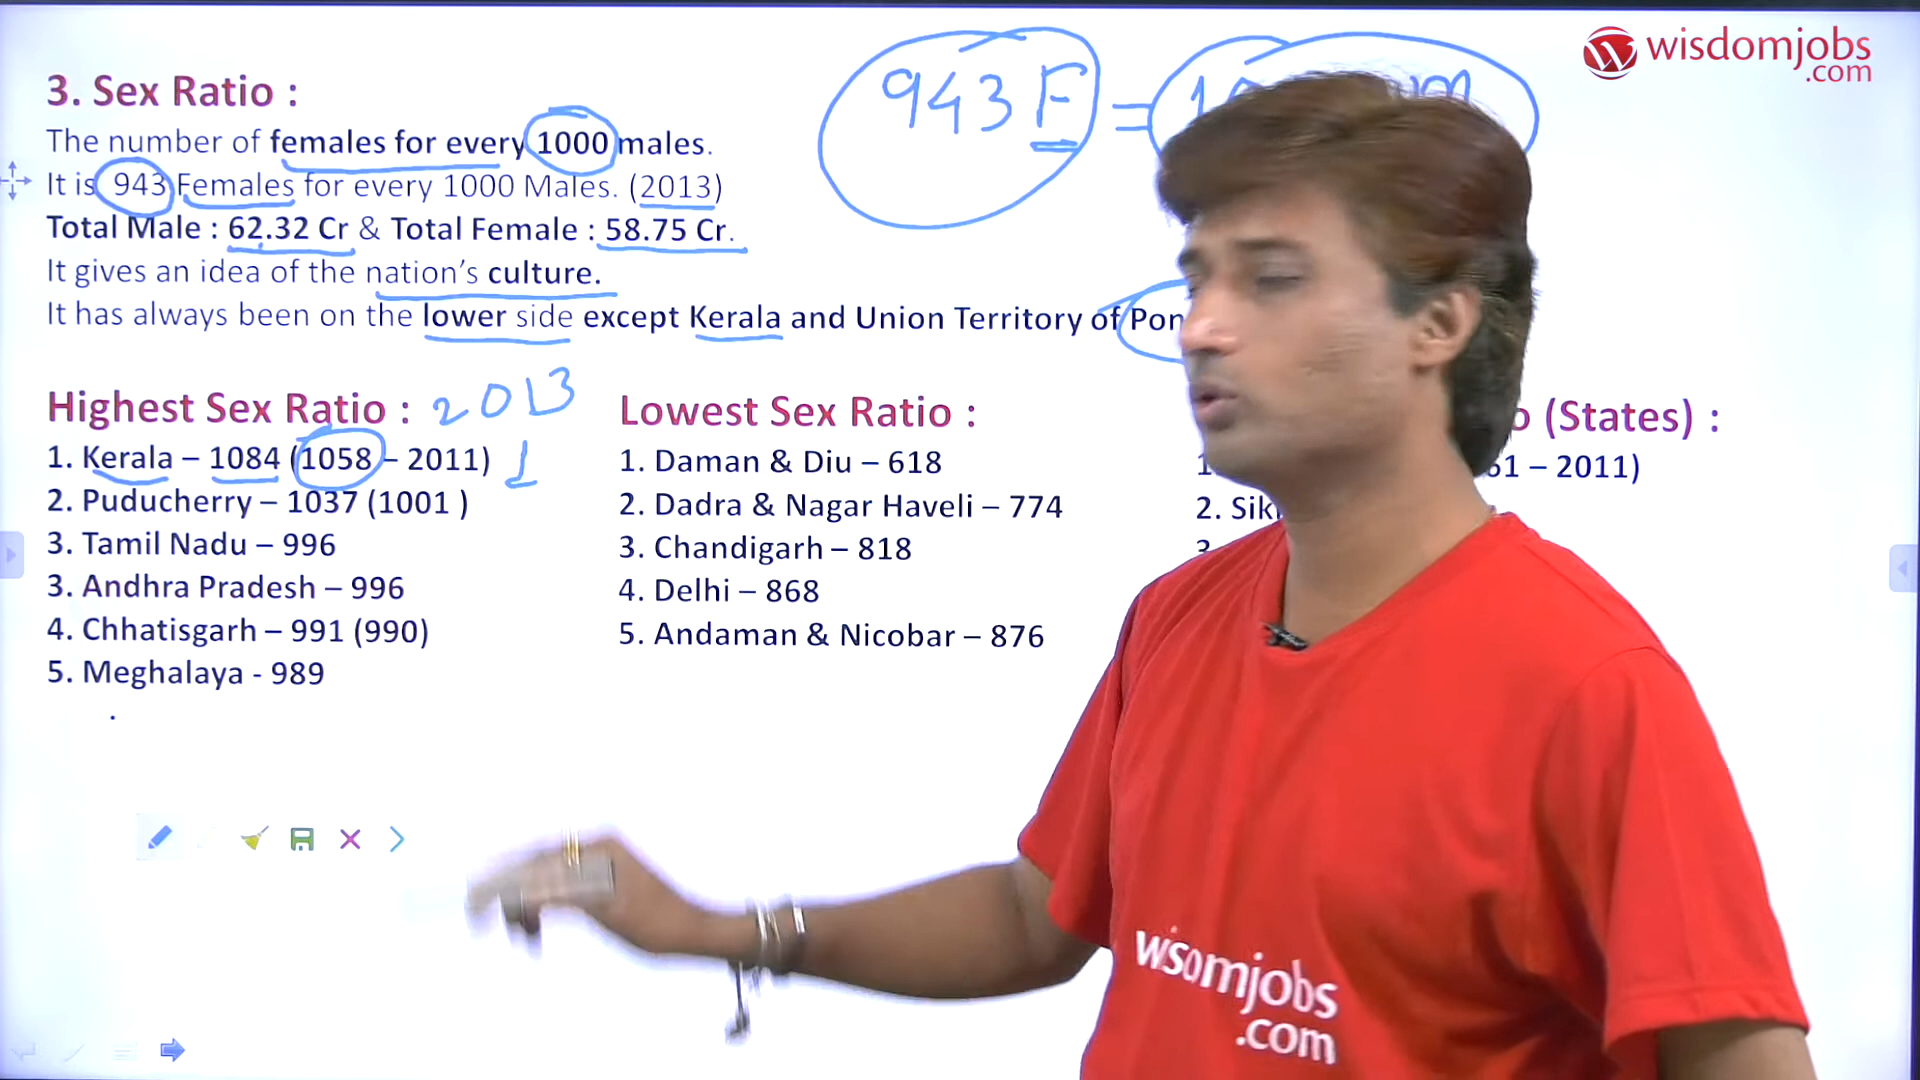 wisdomjobs
.com
3. Sex Ratio :
943 F =
The number of females for every 1000 males.
It is 943 Females for every 1000 Males. (2013)
Total Male : 62.32 Cr & Total Female : 58.75 Cr.
It gives an idea of the nation's culture.
It has always been on the lower side except Kerala and Union Territory of
Highest Sex Ratio : 2013
1. Kerala – 1084 (1058 – 2011) 1
2. Puducherry – 1037 (1001 )
3. Tamil Nadu – 996
3. Andhra Pradesh – 996
4. Chhatisgarh – 991 (990)
5. Meghalaya - 989
Lowest Sex Ratio :
1. Daman & Diu – 618
2. Dadra & Nagar Haveli – 774
3. Chandigarh – 818
4. Delhi – 868
5. Andaman & Nicobar – 876
(States) :
– 2011)
2.
wisomjobs
.com